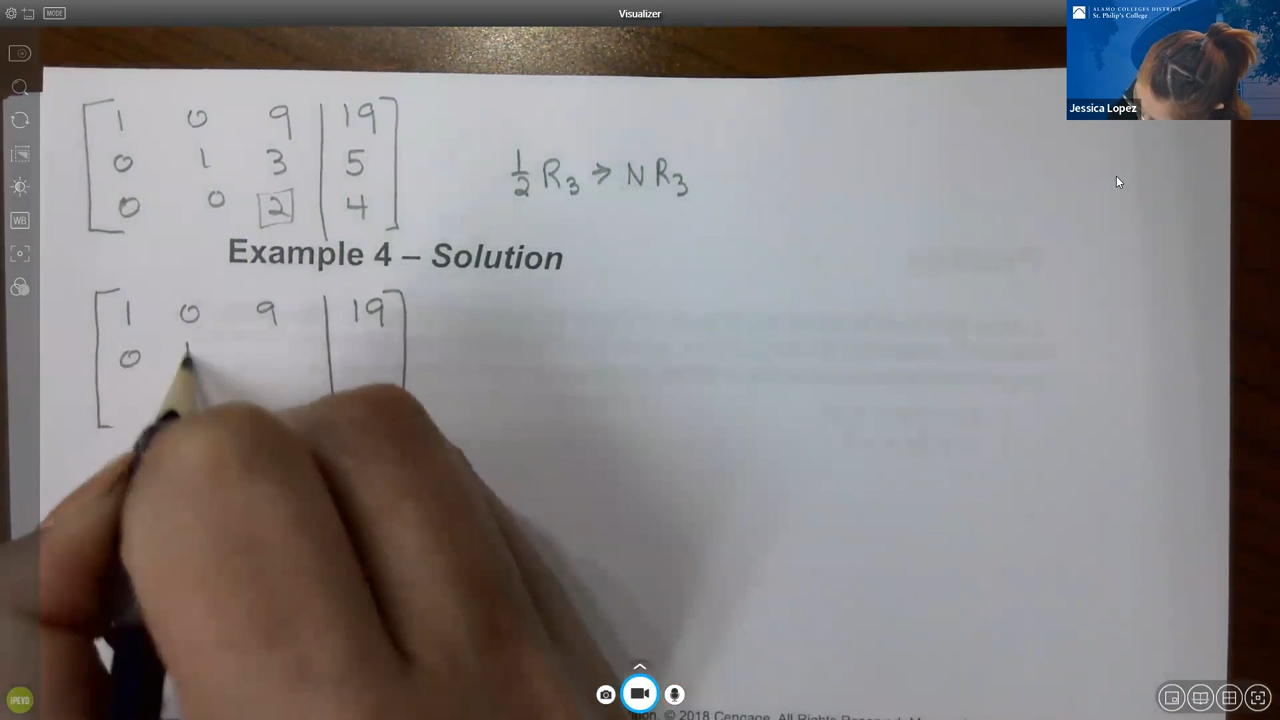 MODE
Visualizer
ALAMO COLLEGES DISTRICT
St. Philip's College
Jessica Lopez
WB
1 0 9 | 19
0 1 3 | 5
0 0 2 | 4
1/2 R3 → N R3
Example 4 – Solution
1 0 9 | 19
0 1
IPEVO
© 2018 Cengage. All Rights Reserved.